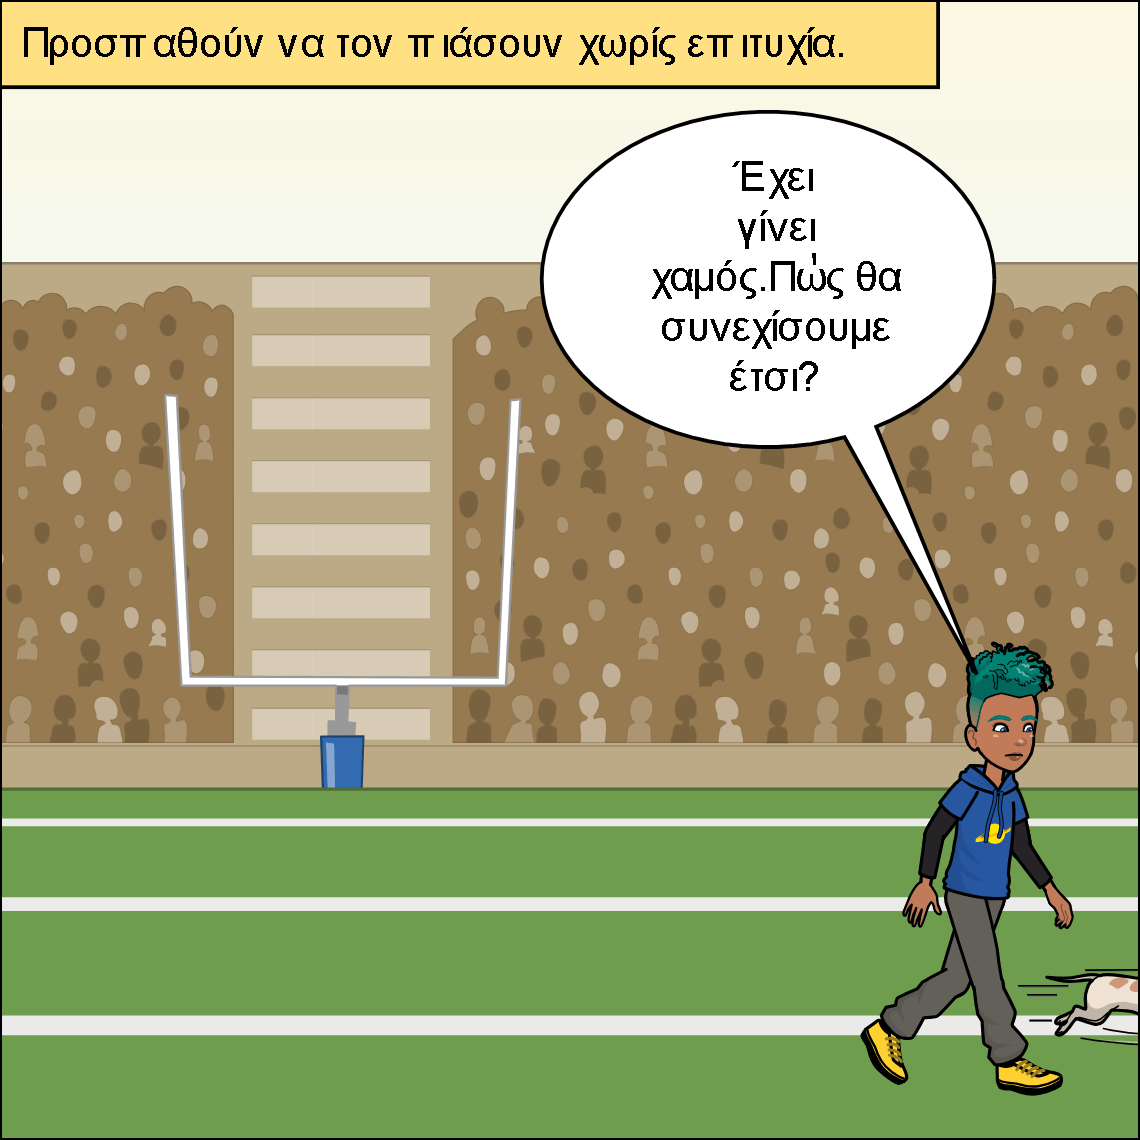 Προσπαθούν να τον πιάσουν χωρίς επιτυχία.
Έχει
γίνει
χαμός.Πώς θα
συνεχίσουμε
έτσι?